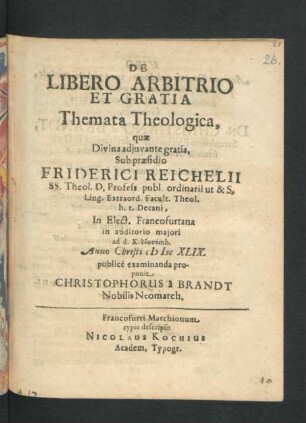 26.
DE
LIBERO ARBITRIO
ET GRATIA
Themata Theologica,
quæ
Divina adjuvante gratia,
Sub præsidio
FRIDERICI REICHELII
SS. Theol. D. Profess publ. ordinarii ut & S.
Ling. Extraord. Facult. Theol.
h. t. Decani,
In Elect. Francofurtana
in auditorio majori
ad d. X. Novemb.
Anno Christi cIɔ Iɔc XLIX.
publicè examinanda pro-
ponit
CHRISTOPHORUS à BRANDT
Nobilis Neomarch.
Francofurti Marchionum
typis descripsit
NICOLAUS KOCHIUS
Academ, Typogr.